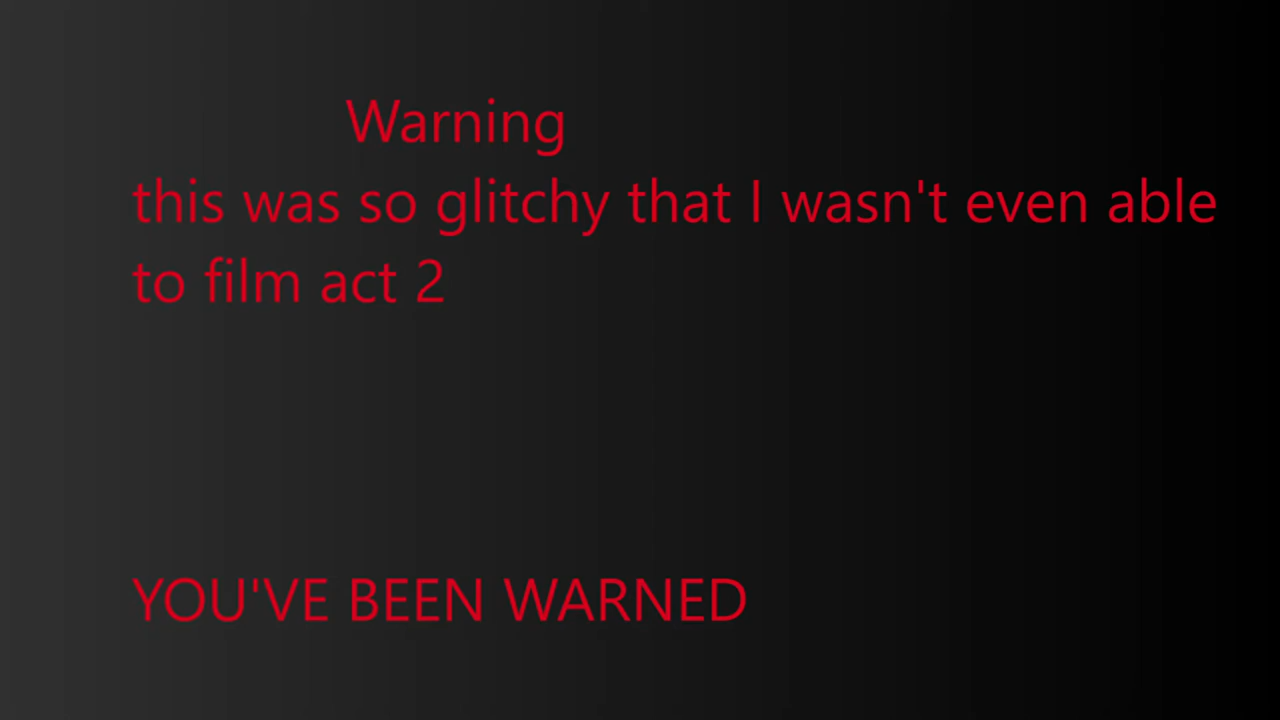 Warning
this was so glitchy that I wasn't even able
to film act 2
YOU'VE BEEN WARNED